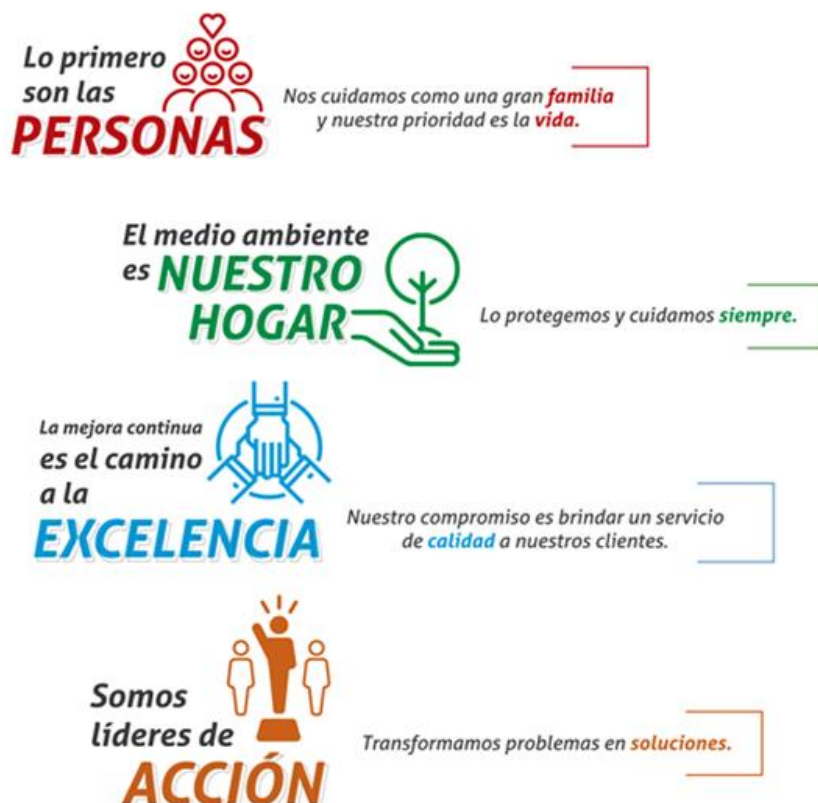 Lo primero
son las
PERSONAS
Nos cuidamos como una gran familia
y nuestra prioridad es la vida.
El medio ambiente
es NUESTRO
HOGAR
Lo protegemos y cuidamos siempre.
La mejora continua
es el camino
a la
EXCELENCIA
Nuestro compromiso es brindar un servicio
de calidad a nuestros clientes.
Somos
líderes de
ACCIÓN
Transformamos problemas en soluciones.